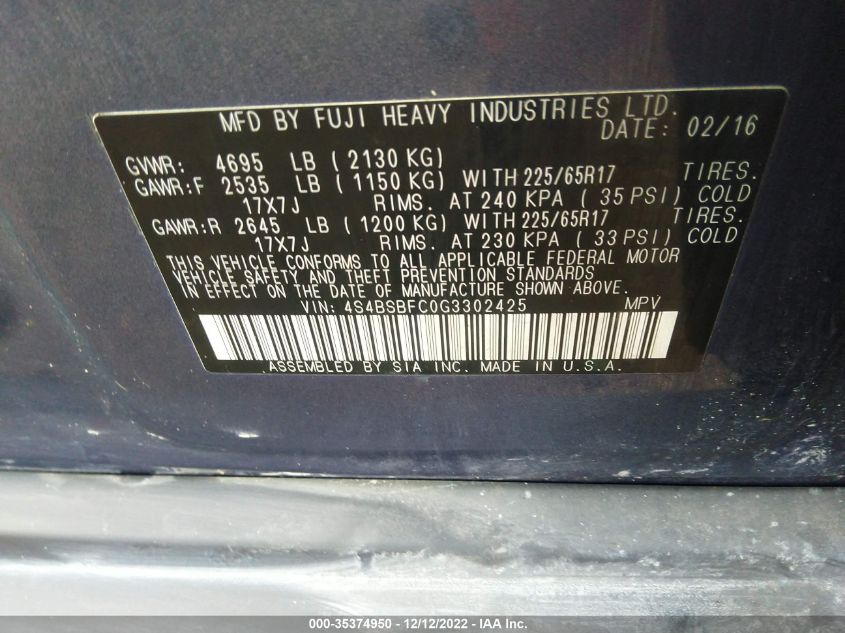 MFD BY FUJI HEAVY INDUSTRIES LTD.
DATE: 02/16
GVWR: 4695 LB ( 2130 KG)
GAWR:F 2535 LB ( 1150 KG) WITH 225/65R17 TIRES.
17X7J RIMS. AT 240 KPA ( 35 PSI) COLD
GAWR:R 2645 LB ( 1200 KG) WITH 225/65R17 TIRES.
17X7J RIMS. AT 230 KPA ( 33 PSI) COLD
THIS VEHICLE CONFORMS TO ALL APPLICABLE FEDERAL MOTOR
VEHICLE SAFETY AND THEFT PREVENTION STANDARDS
IN EFFECT ON THE DATE OF MANUFACTURE SHOWN ABOVE.
VIN: 4S4BSBFC0G3302425 MPV
ASSEMBLED BY SIA INC. MADE IN U.S.A.
000-35374950 - 12/12/2022 - IAA Inc.